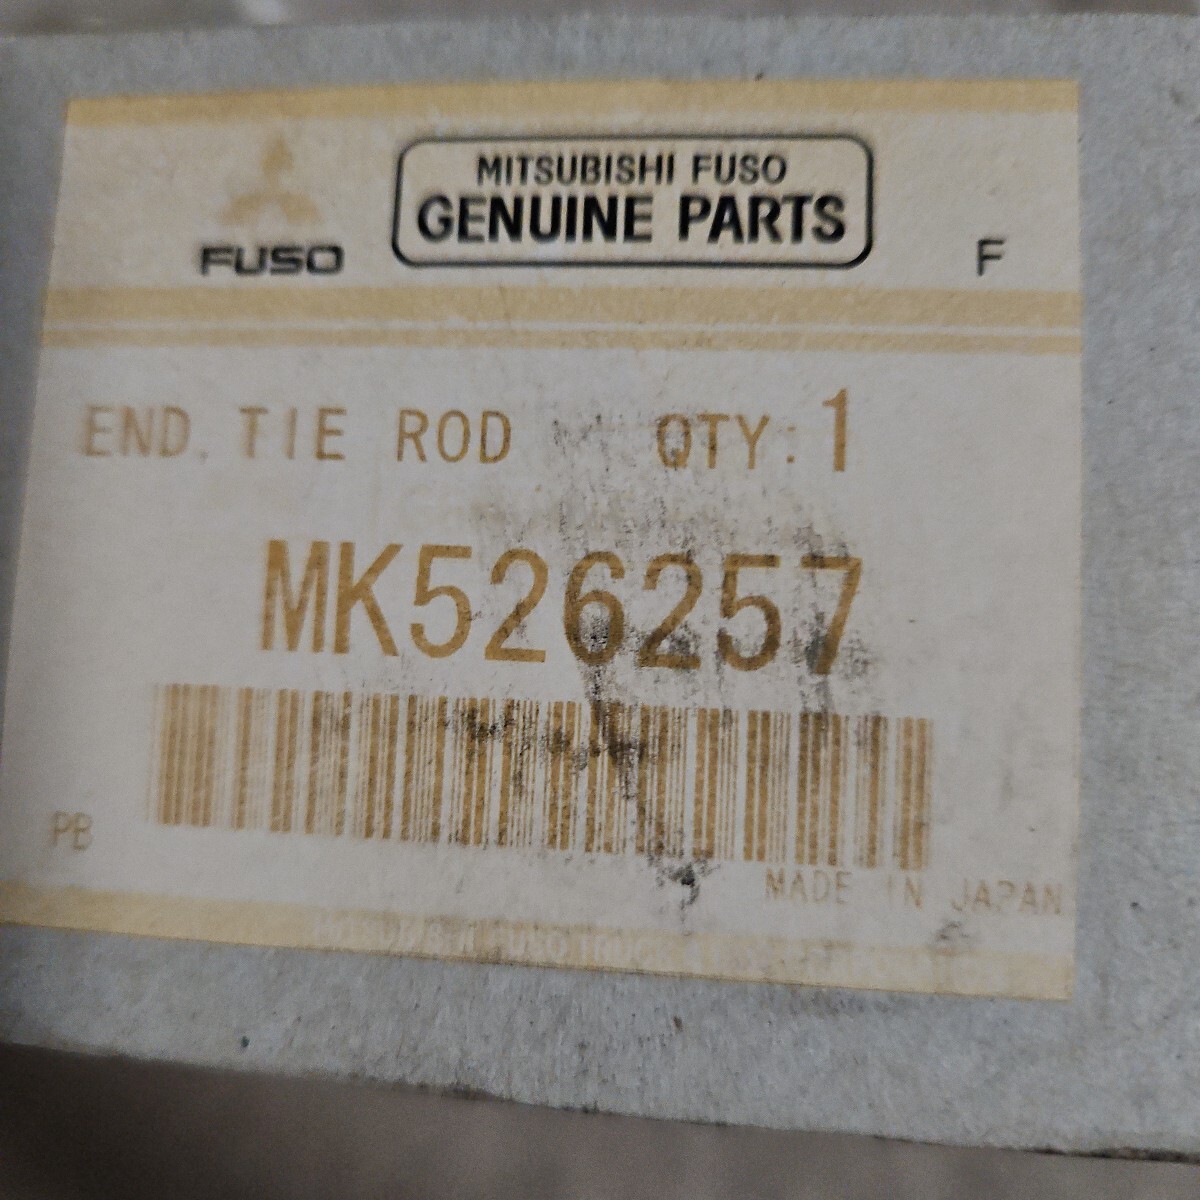 MITSUBISHI FUSO
GENUINE PARTS
FUSO
F
END, TIE ROD QTY: 1
MK526257
PB
MADE IN JAPAN